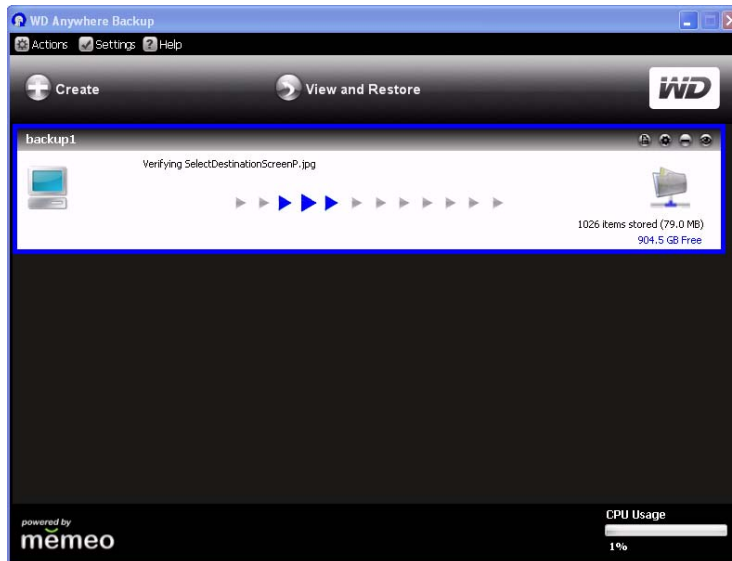 WD Anywhere Backup
Actions Settings Help
Create View and Restore WD
backup1
Verifying SelectDestinationScreenP.jpg
1026 items stored (79.0 MB)
904.5 GB Free
powered by
memeo
CPU Usage
1%